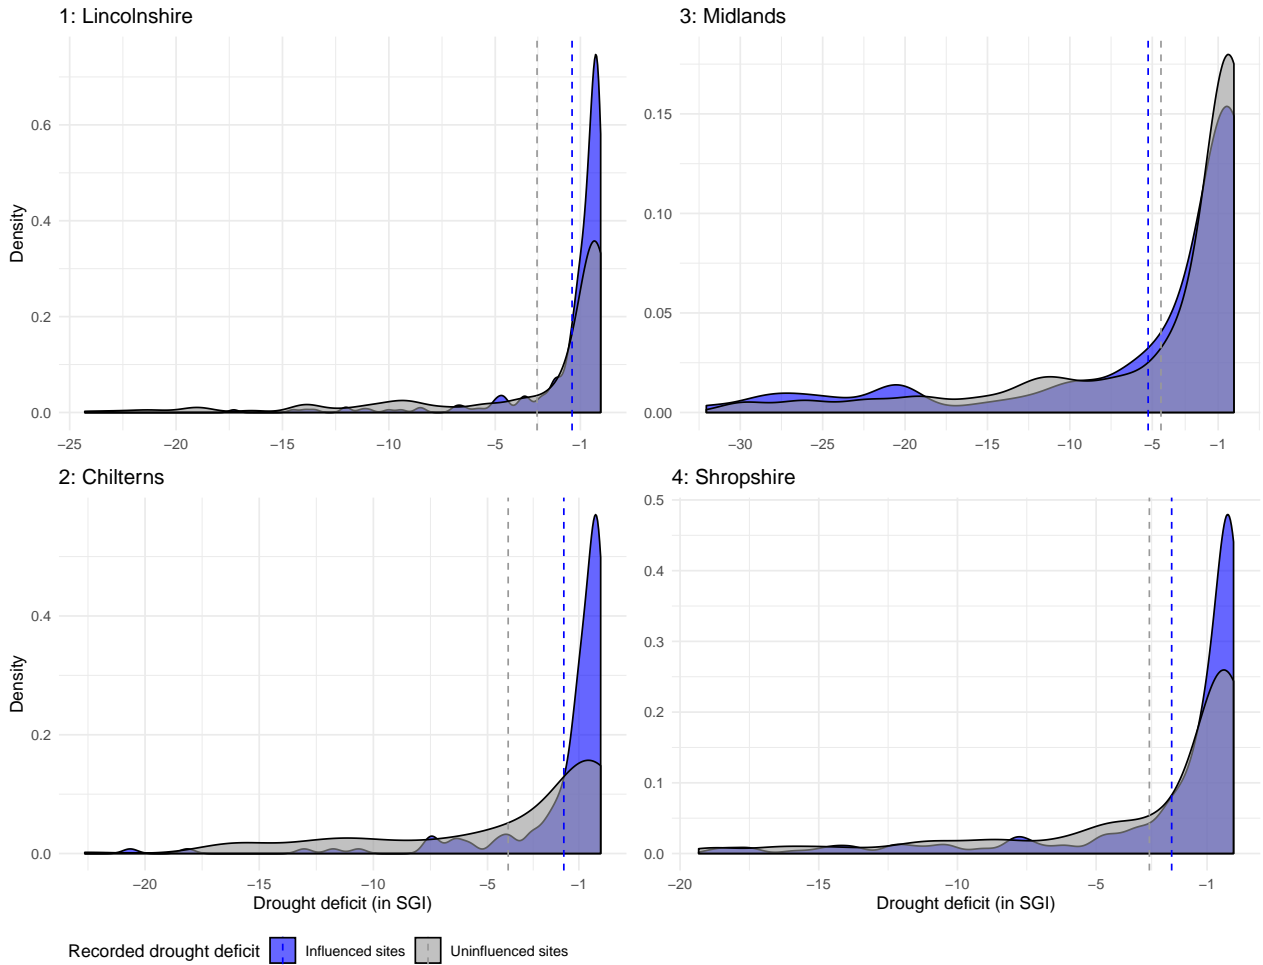 1: Lincolnshire
Density
0.6
0.4
0.2
0.0
−25 −20 −15 −10 −5 −1
3: Midlands
0.15
0.10
0.05
0.00
−30 −25 −20 −15 −10 −5 −1
2: Chilterns
Density
0.4
0.2
0.0
−20 −15 −10 −5 −1
Drought deficit (in SGI)
4: Shropshire
0.5
0.4
0.3
0.2
0.1
0.0
−20 −15 −10 −5 −1
Drought deficit (in SGI)
Recorded drought deficit Influenced sites Uninfluenced sites